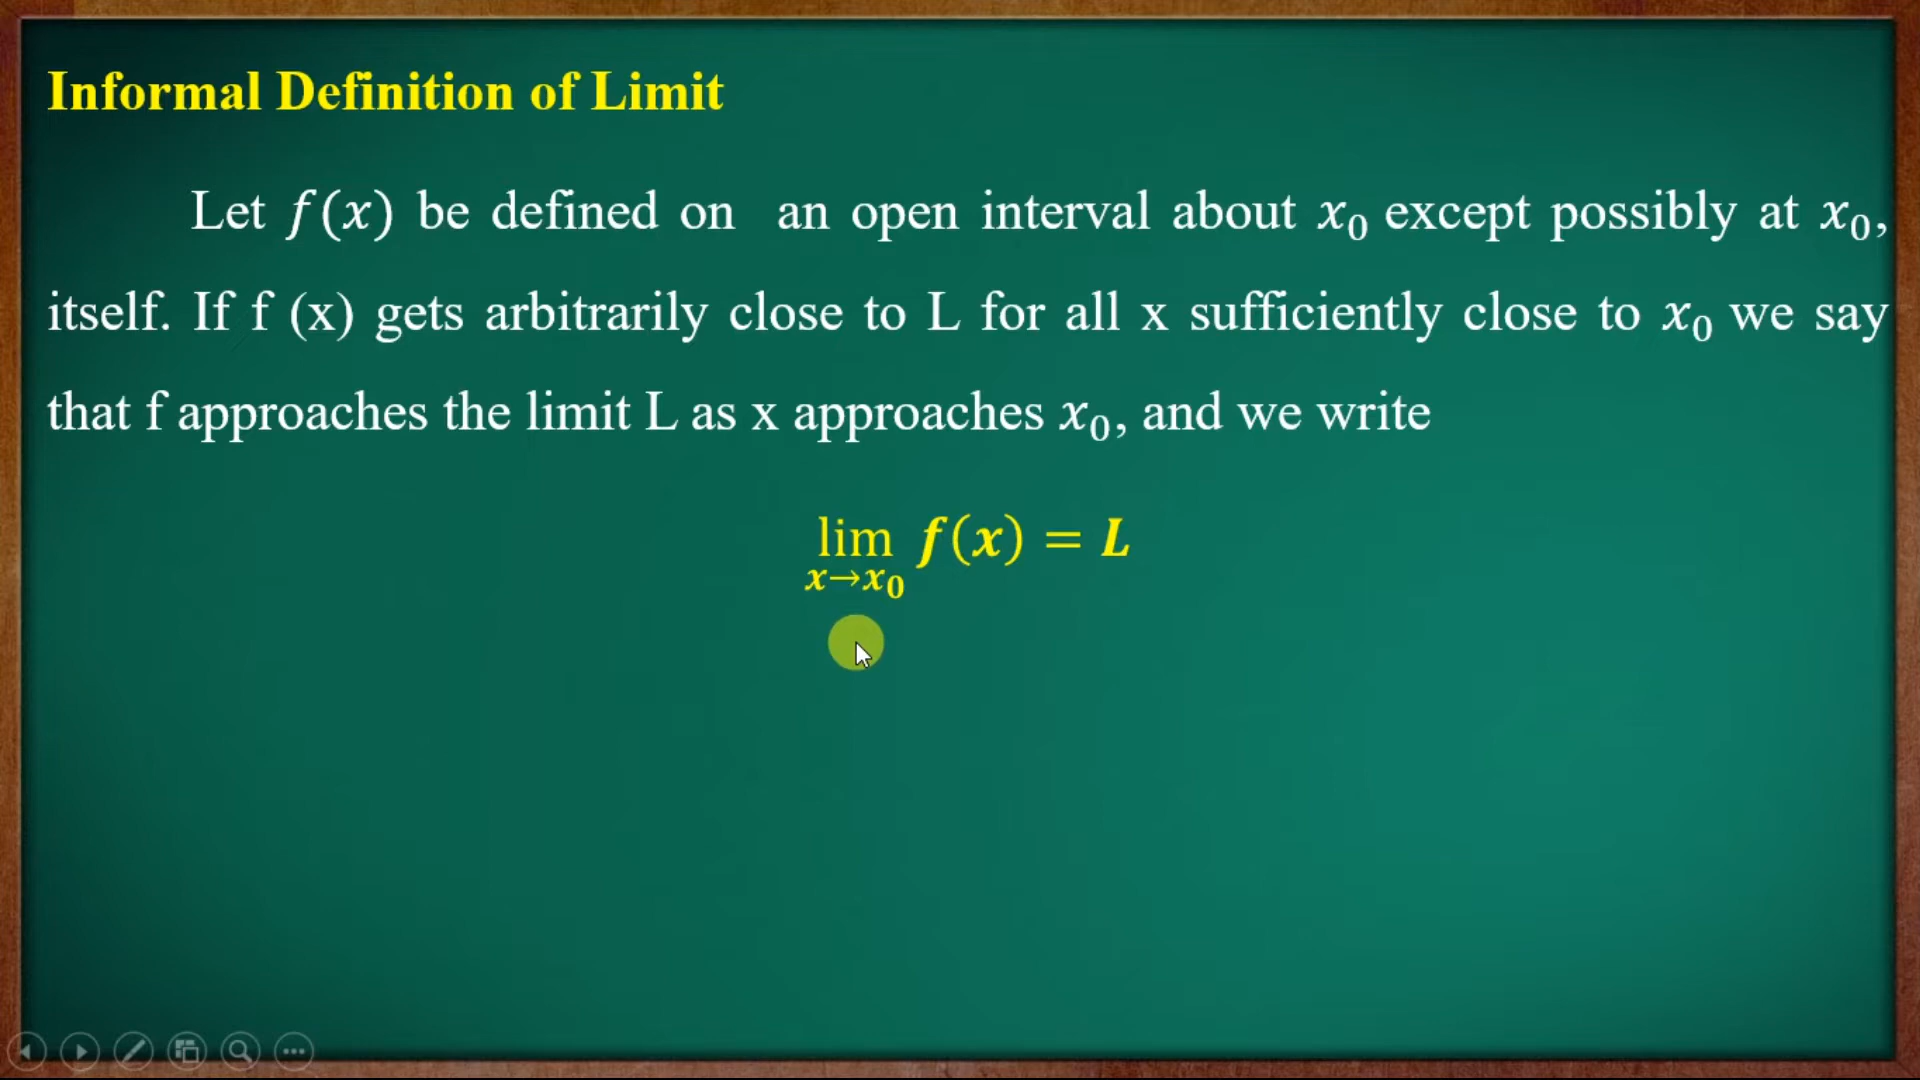 Informal Definition of Limit
Let f(x) be defined on an open interval about x₀ except possibly at x₀,
itself. If f (x) gets arbitrarily close to L for all x sufficiently close to x₀ we say
that f approaches the limit L as x approaches x₀, and we write
lim f(x) = L
x→x₀